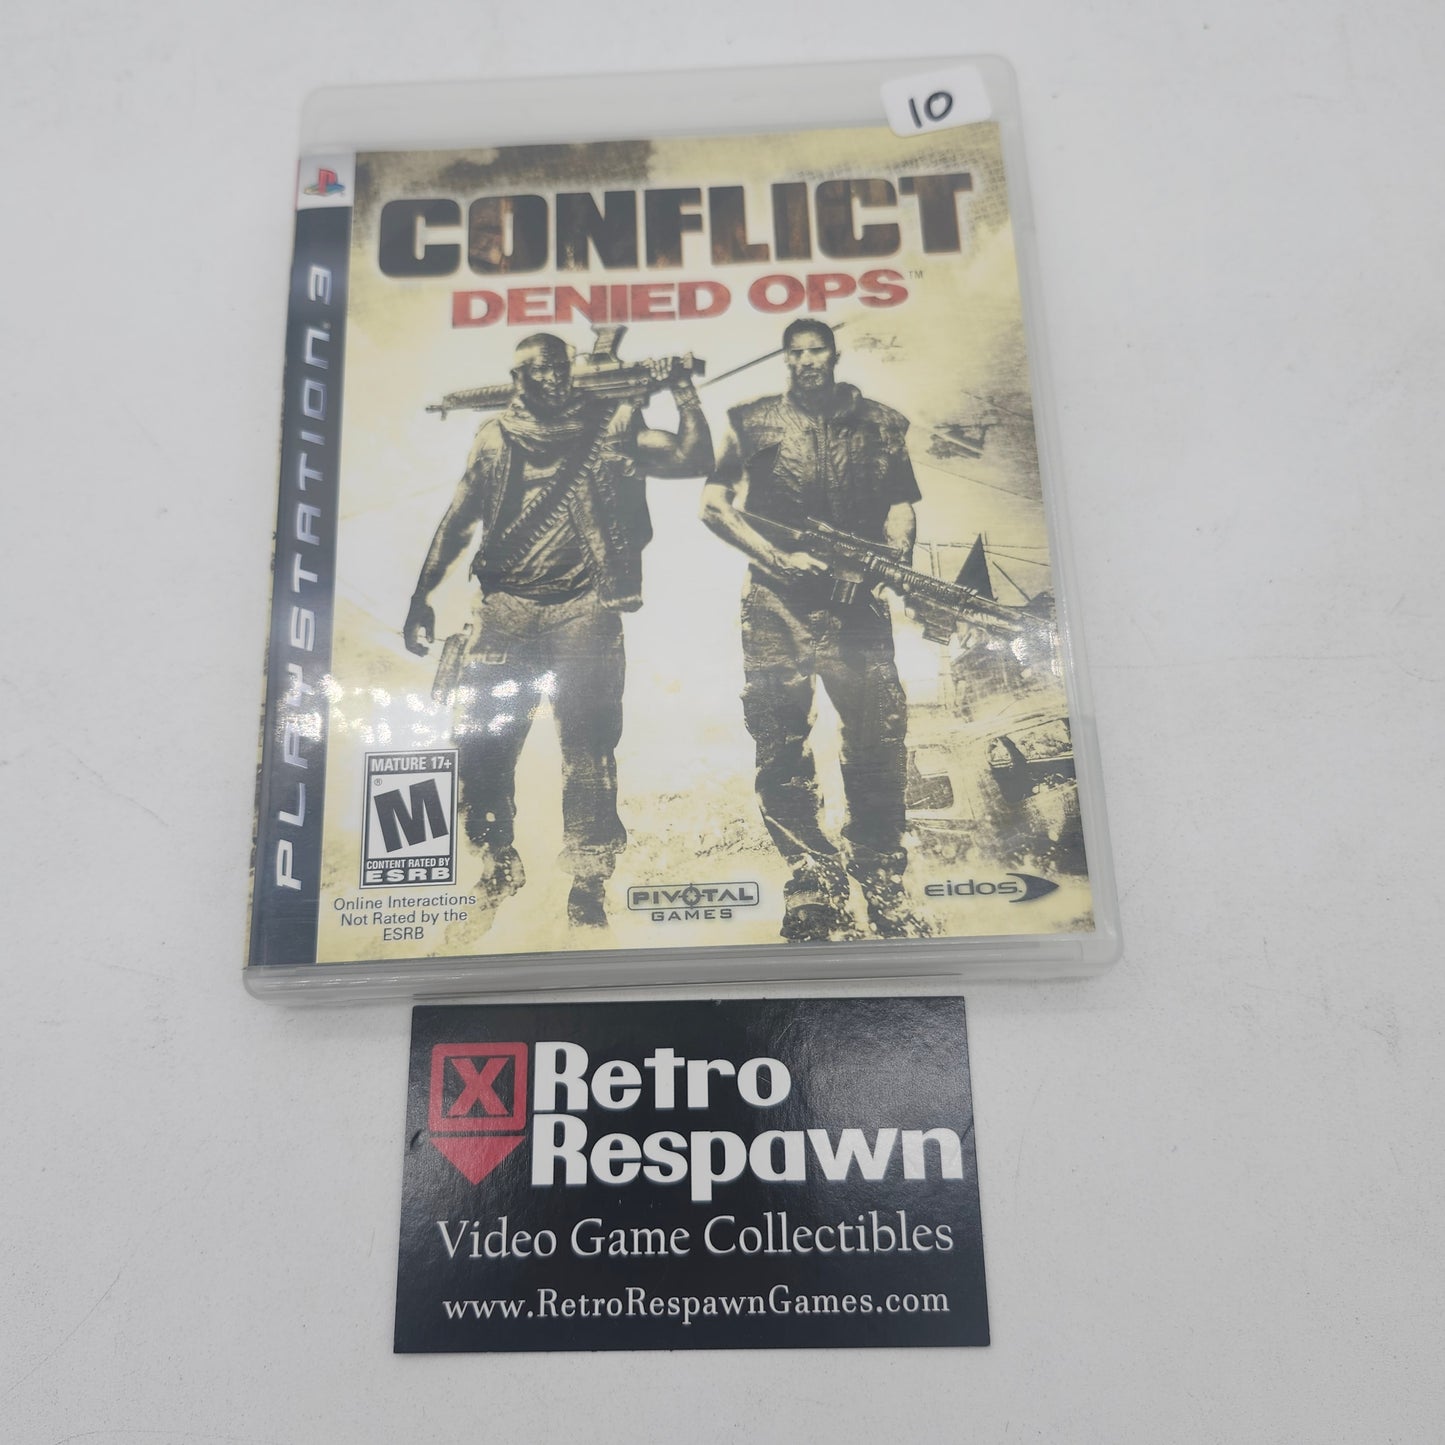 10
CONFLICT
DENIED OPS™
PLAYSTATION® 3
MATURE 17+
®
M
CONTENT RATED BY
ESRB
Online Interactions
Not Rated by the
ESRB
PIVOTAL
GAMES
eidos
X Retro
Respawn
Video Game Collectibles
www.RetroRespawnGames.com